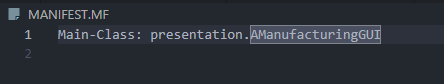 MANIFEST.MF
1 Main-Class: presentation.AManufacturingGUI
2